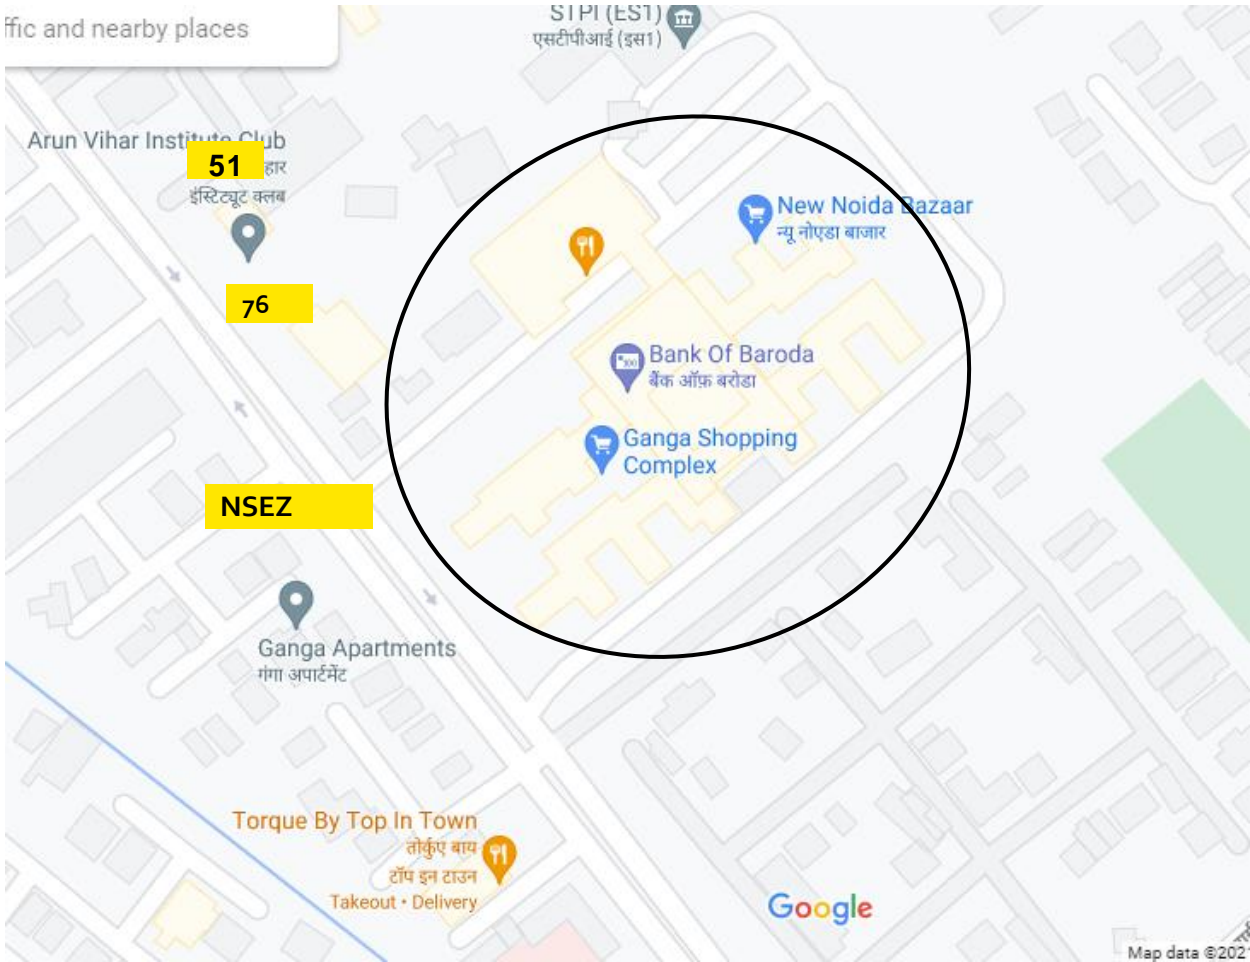 ffic and nearby places
STPI (ES1)
एसटीपीआई (इस1)
Arun Vihar Institute Club
51
हार
इंस्टिट्यूट क्लब
New Noida Bazaar
न्यू नोएडा बाजार
76
Bank Of Baroda
बैंक ऑफ़ बरोडा
Ganga Shopping
Complex
NSEZ
Ganga Apartments
गंगा अपार्टमेंट
Torque By Top In Town
तोर्कुए बाय
टॉप इन टाउन
Takeout • Delivery
Google
Map data ©202